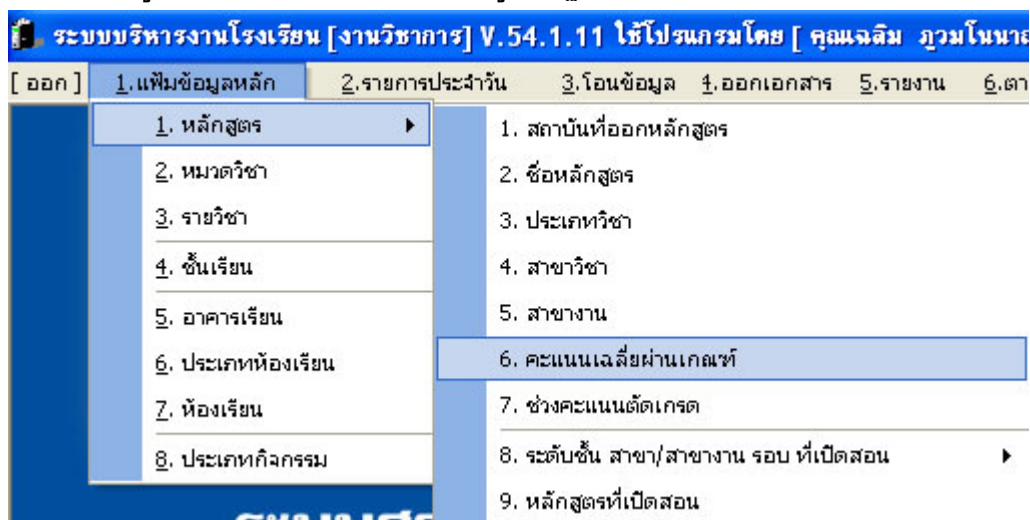 ระบบบริหารงานโรงเรียน [งานวิชาการ] V.54.1.11 ใช้โปรแกรมโดย [ คุณเฉลิม ภูวมโนนาถ
[ ออก ] 1.แฟ้มข้อมูลหลัก 2.รายการประจำวัน 3.โอนข้อมูล 4.ออกเอกสาร 5.รายงาน 6.ตา
1. หลักสูตร
2. หมวดวิชา
3. รายวิชา
4. ชั้นเรียน
5. อาคารเรียน
6. ประเภทห้องเรียน
7. ห้องเรียน
8. ประเภทกิจกรรม
1. สถาบันที่ออกหลักสูตร
2. ชื่อหลักสูตร
3. ประเภทวิชา
4. สาขาวิชา
5. สาขางาน
6. คะแนนเฉลี่ยผ่านเกณฑ์
7. ช่วงคะแนนตัดเกรด
8. ระดับชั้น สาขา/สาขางาน รอบ ที่เปิดสอน
9. หลักสูตรที่เปิดสอน